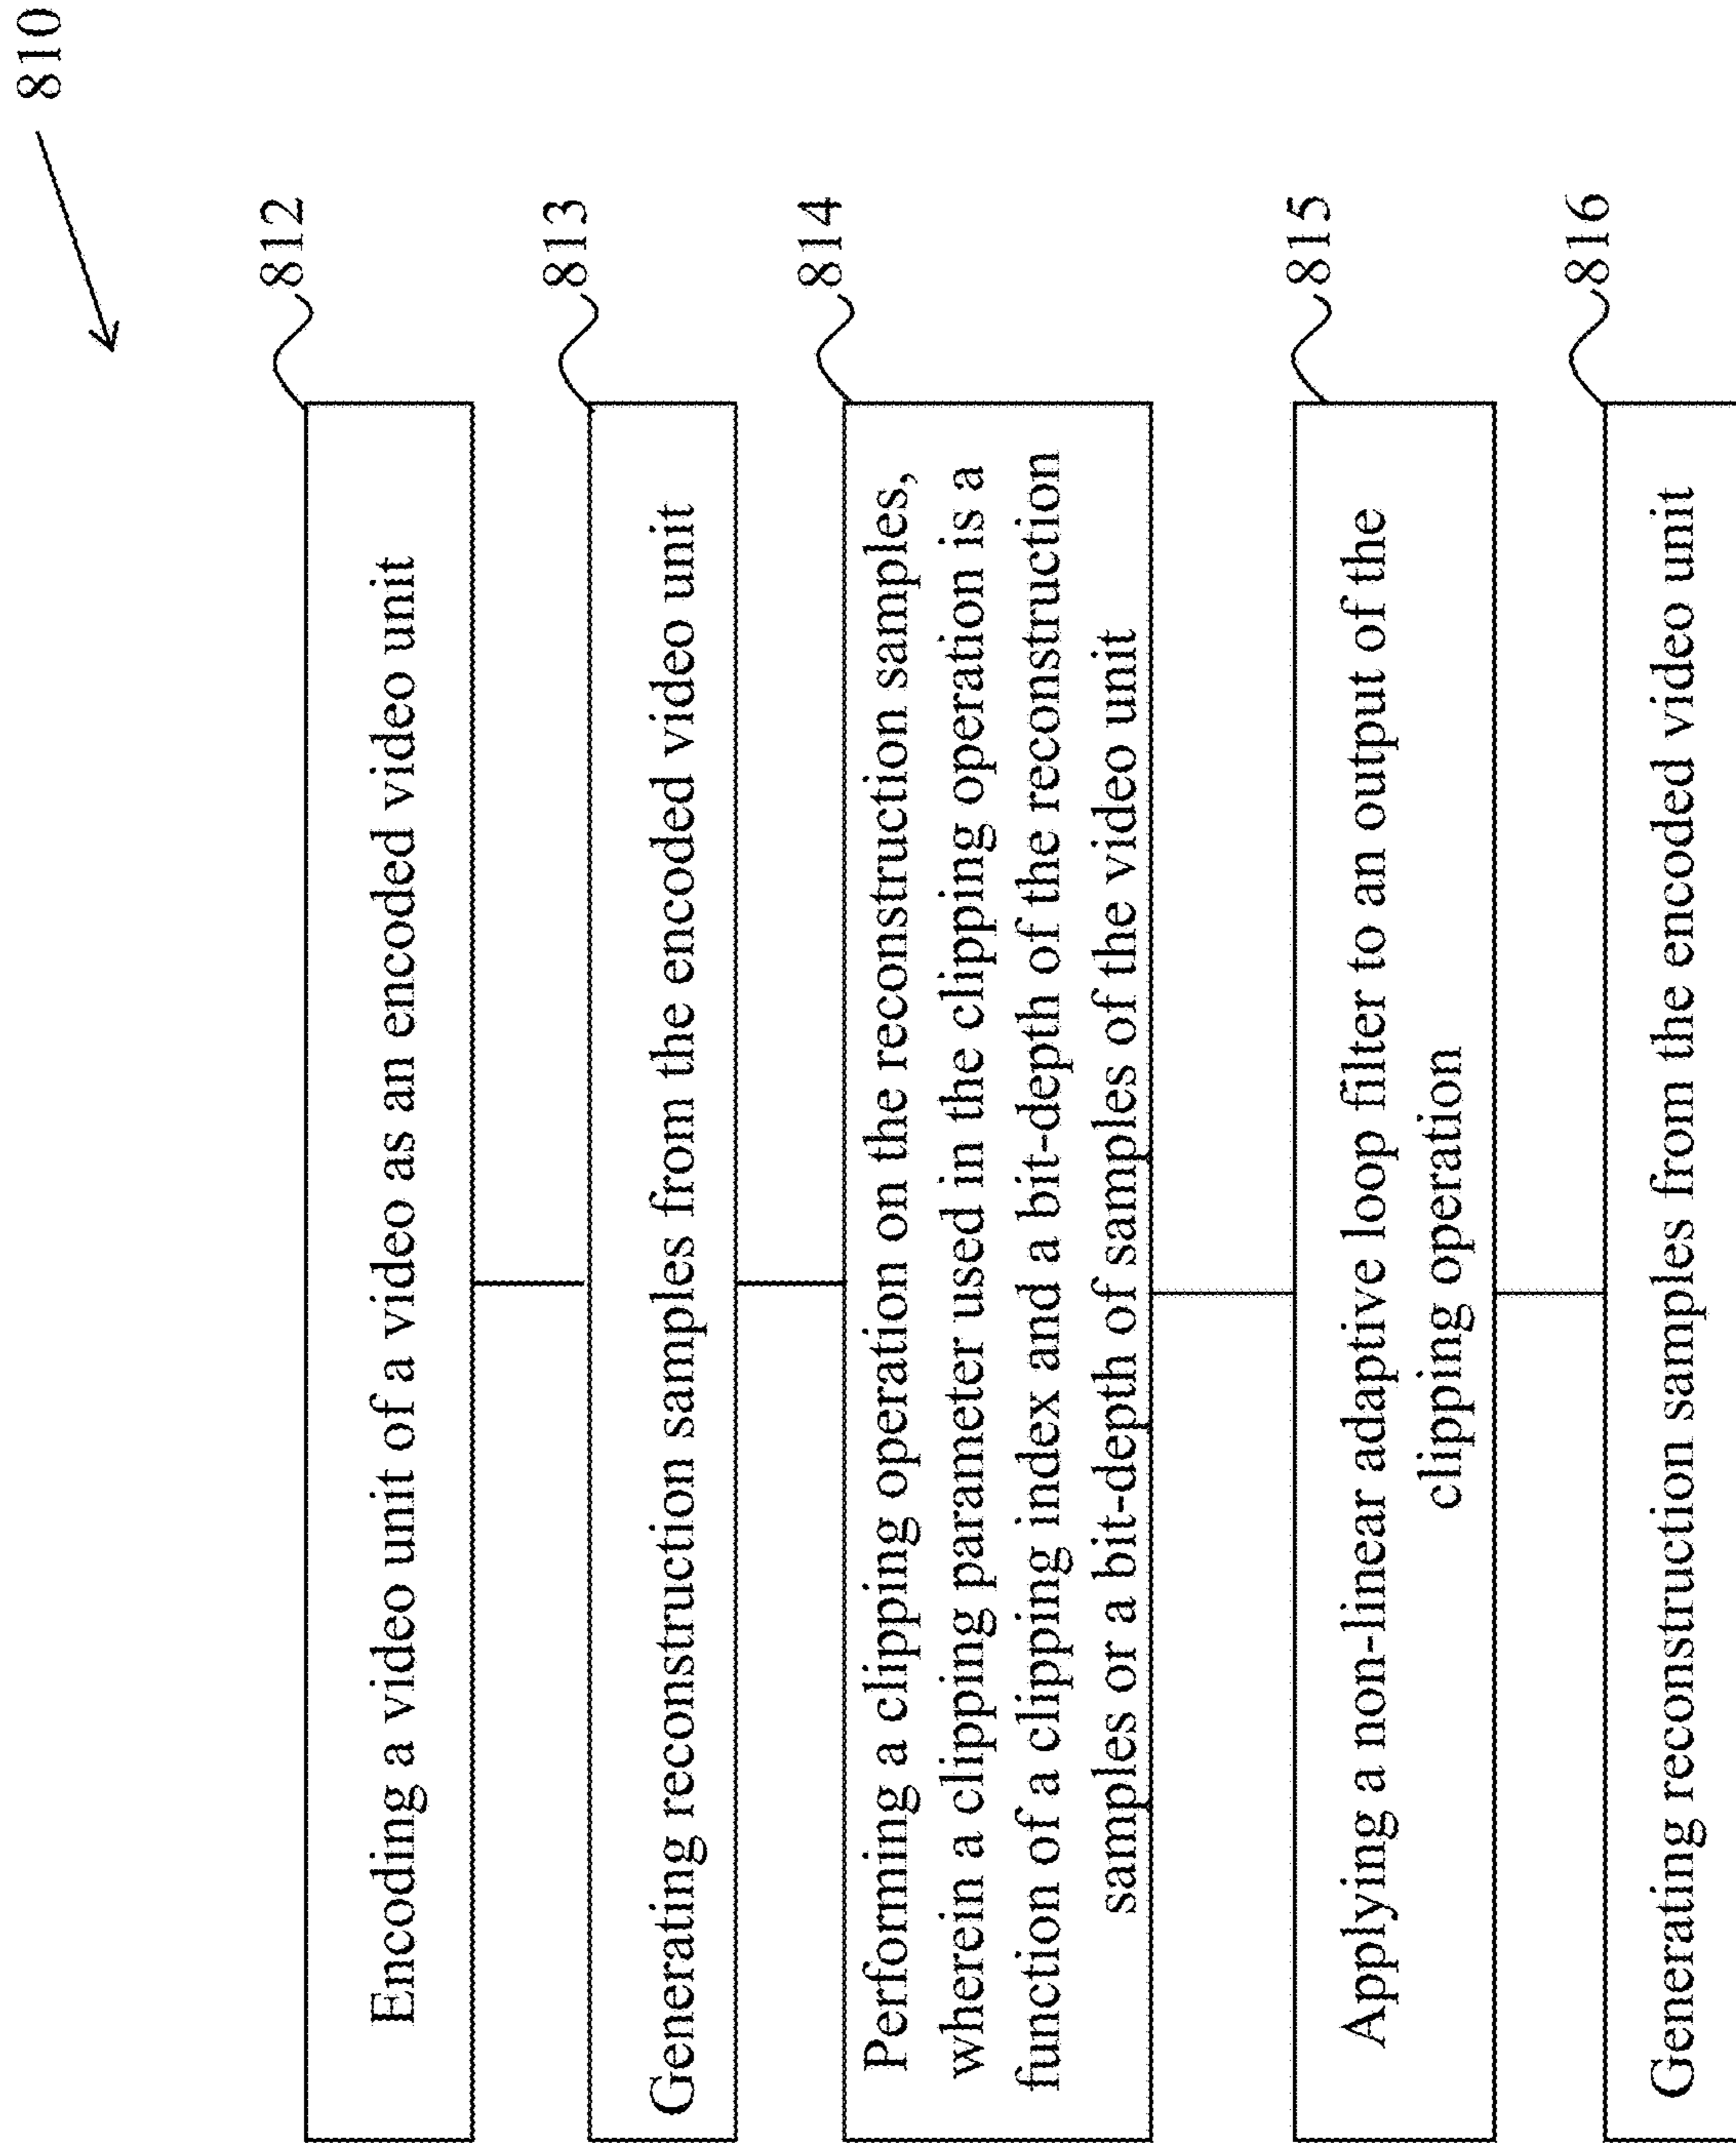 810
812
Encoding a video unit of a video as an encoded video unit
813
Generating reconstruction samples from the encoded video unit
814
Performing a clipping operation on the reconstruction samples,
wherein a clipping parameter used in the clipping operation is a
function of a clipping index and a bit-depth of the reconstruction
samples or a bit-depth of samples of the video unit
815
Applying a non-linear adaptive loop filter to an output of the
clipping operation
816
Generating reconstruction samples from the encoded video unit